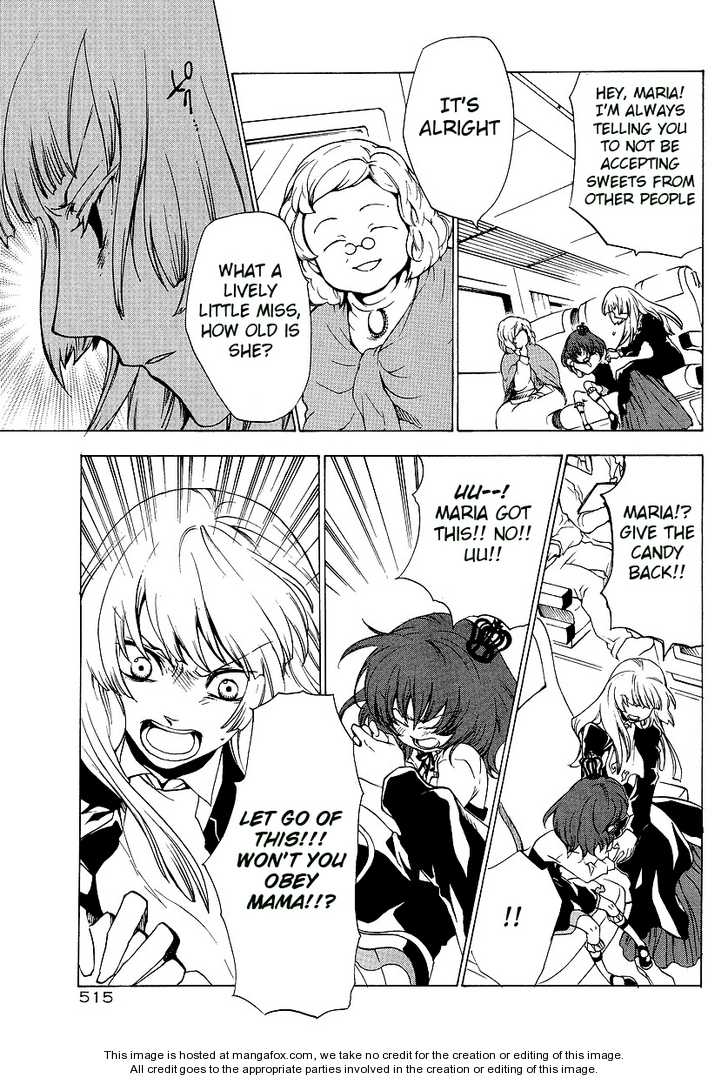 HEY, MARIA!
I'M ALWAYS
TELLING YOU
TO NOT BE
ACCEPTING
SWEETS FROM
OTHER PEOPLE
IT'S
ALRIGHT
WHAT A
LIVELY
LITTLE MISS,
HOW OLD IS
SHE?
MARIA!?
GIVE THE
CANDY
BACK!!
!!
UU--!
MARIA GOT
THIS!! NO!!
UU!!
LET GO OF
THIS!!!
WON'T YOU
OBEY
MAMA!!?
515
This image is hosted at mangafox.com, we take no credit for the creation or editing of this image.
All credit goes to the appropriate parties involved in the creation or editing of this image.